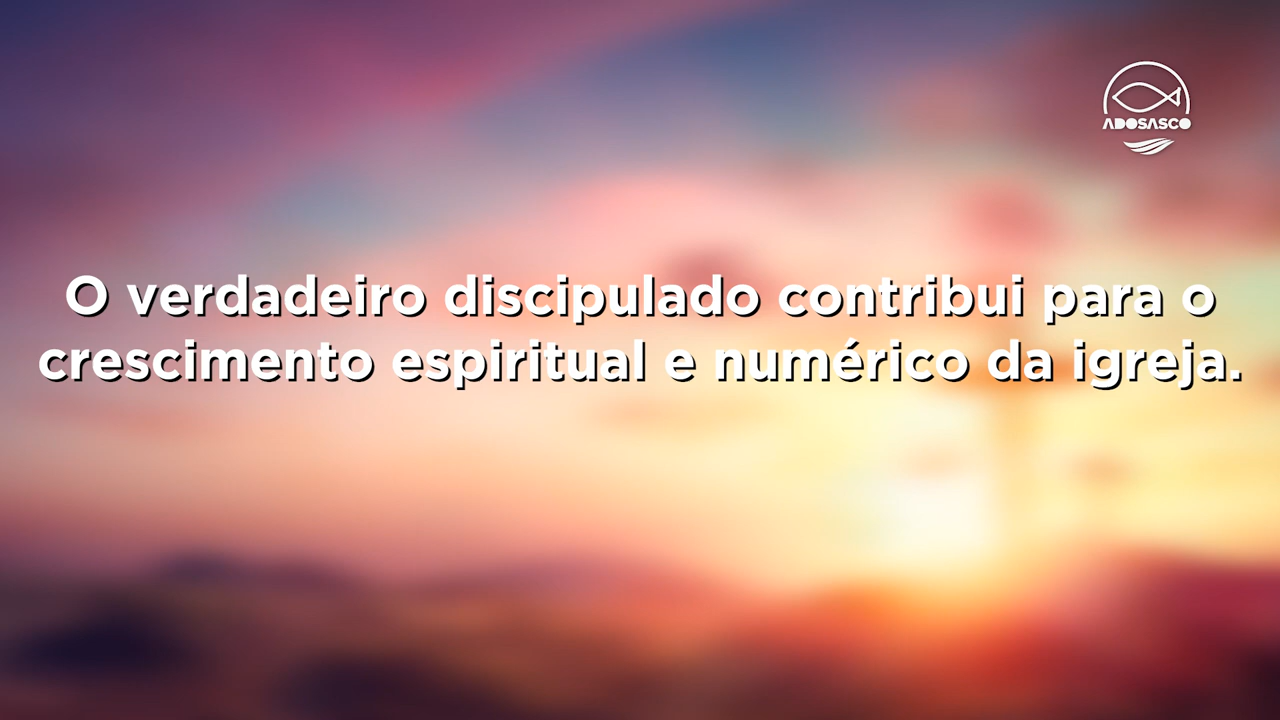 ADOSASCO
O verdadeiro discipulado contribui para o
crescimento espiritual e numérico da igreja.